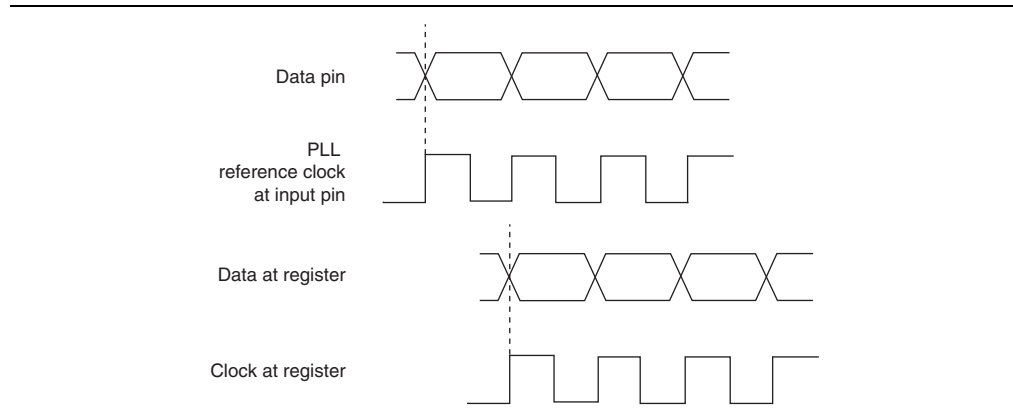 Data pin
PLL
reference clock
at input pin
Data at register
Clock at register